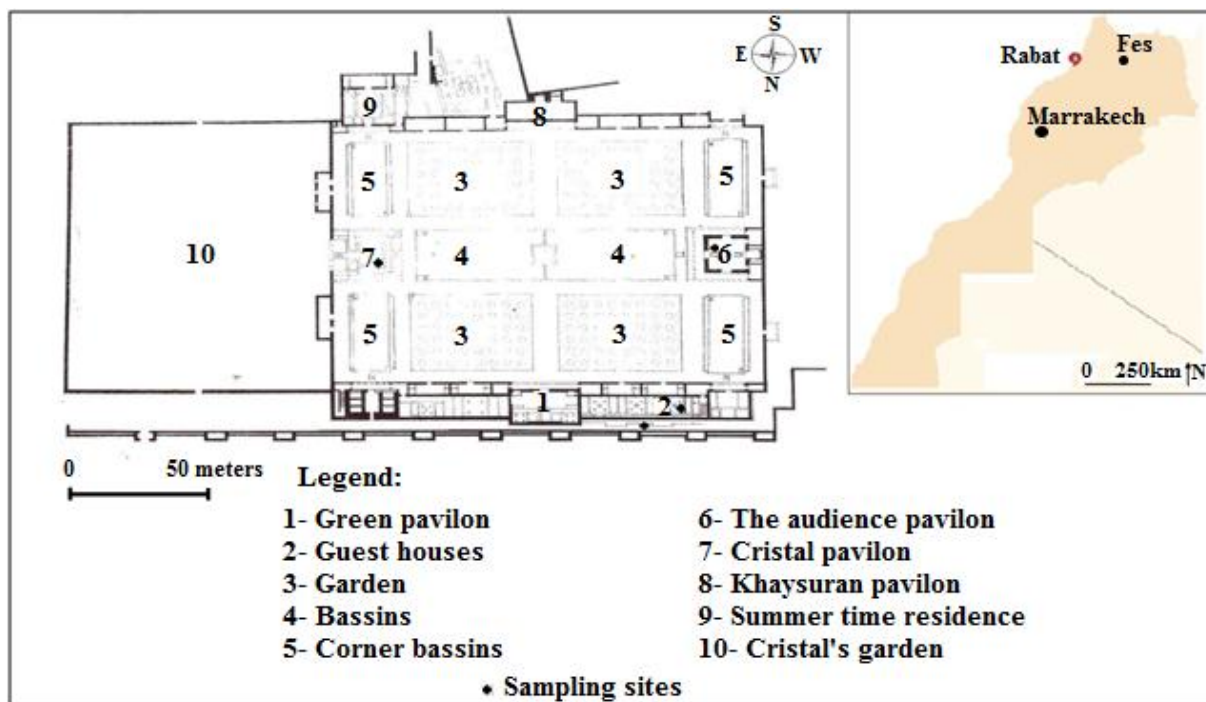 S
E W
N
Rabat
Fes
Marrakech
0 250km N
9
8
5 3 3 5
10
7 4 4 6
5 3 3 5
1 2
0 50 meters
Legend:
1- Green pavilon
2- Guest houses
3- Garden
4- Bassins
5- Corner bassins
6- The audience pavilon
7- Cristal pavilon
8- Khaysuran pavilon
9- Summer time residence
10- Cristal's garden
Sampling sites